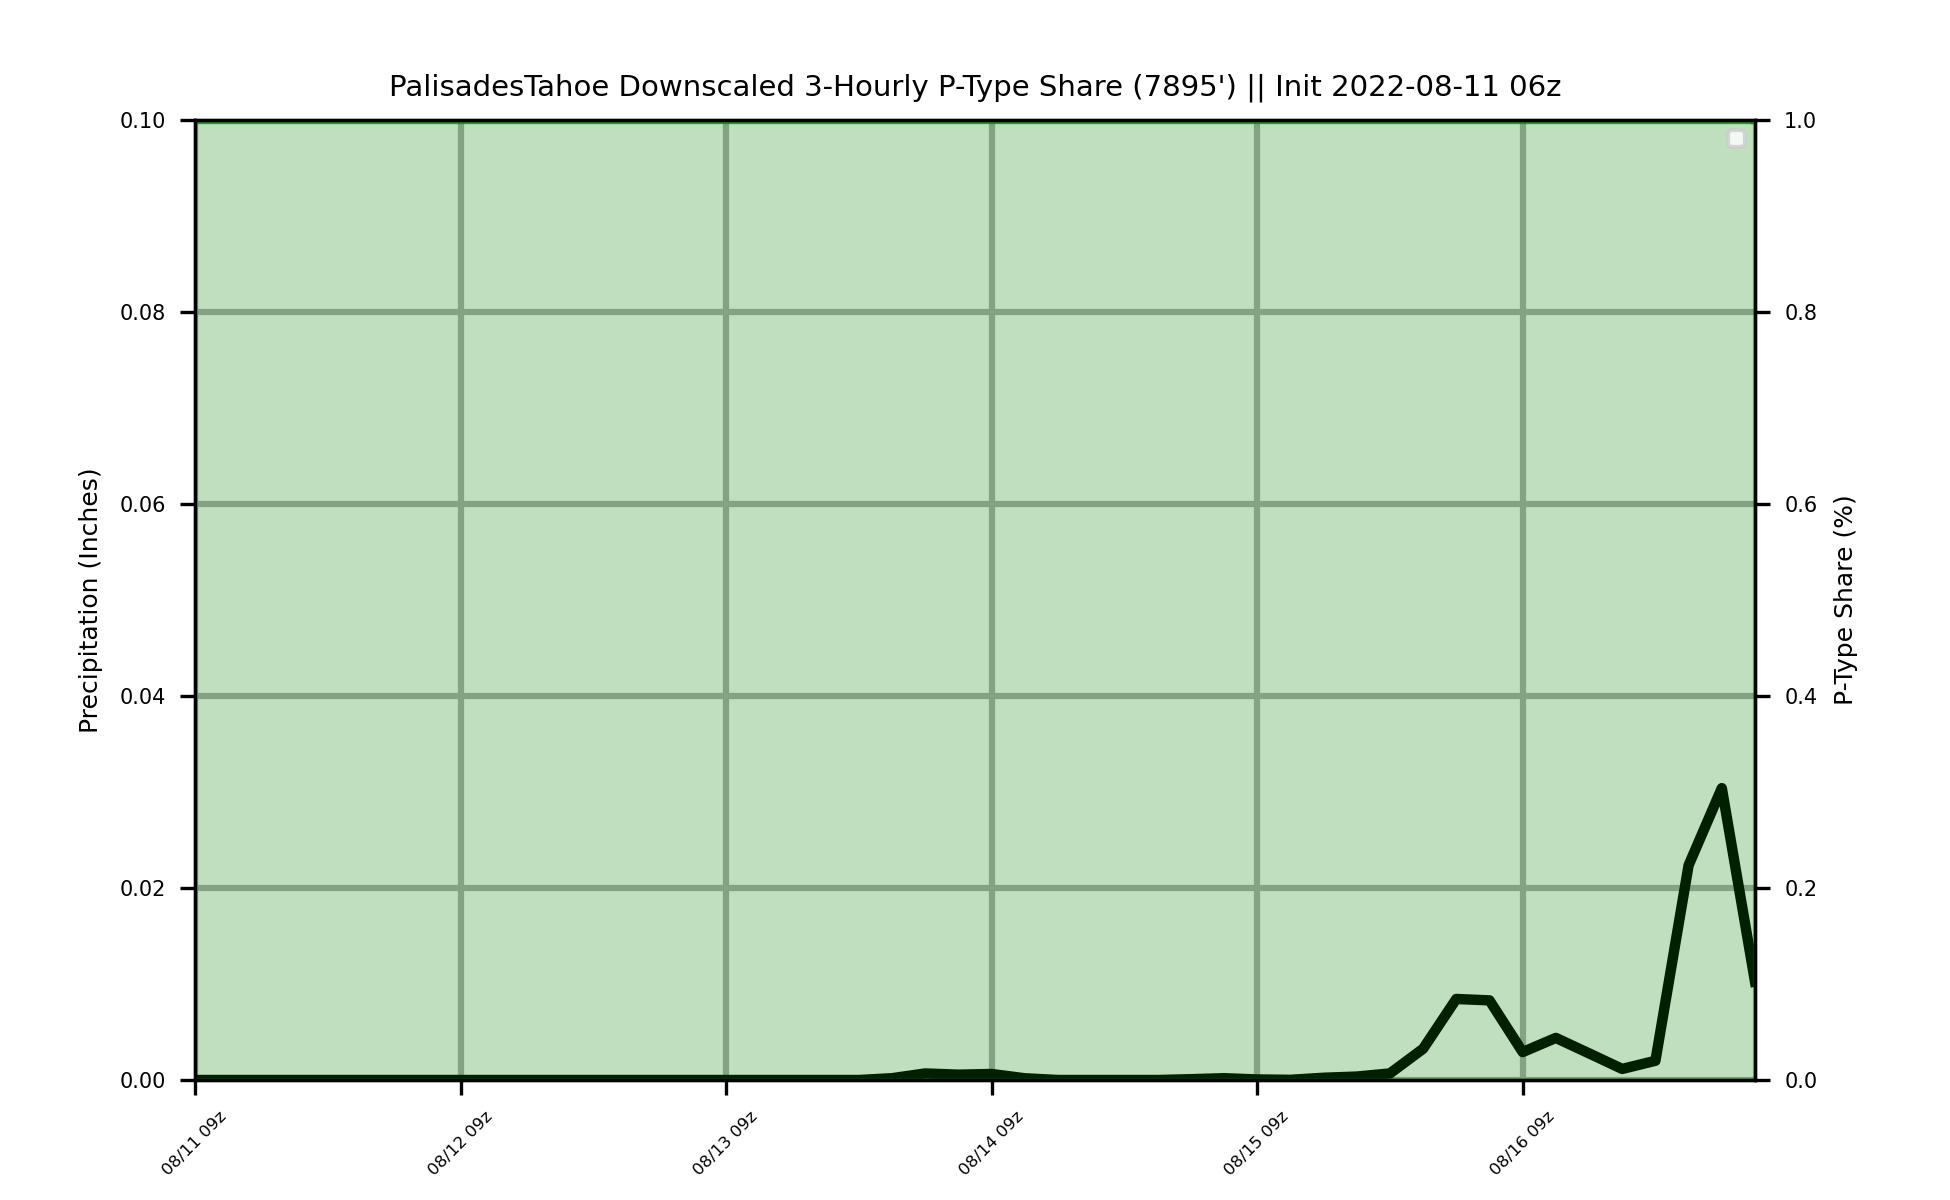 PalisadesTahoe Downscaled 3-Hourly P-Type Share (7895') || Init 2022-08-11 06z
0.10
0.08
0.06
0.04
0.02
0.00
Precipitation (Inches)
1.0
0.8
0.6
0.4
0.2
0.0
P-Type Share (%)
08/11 09z
08/12 09z
08/13 09z
08/14 09z
08/15 09z
08/16 09z